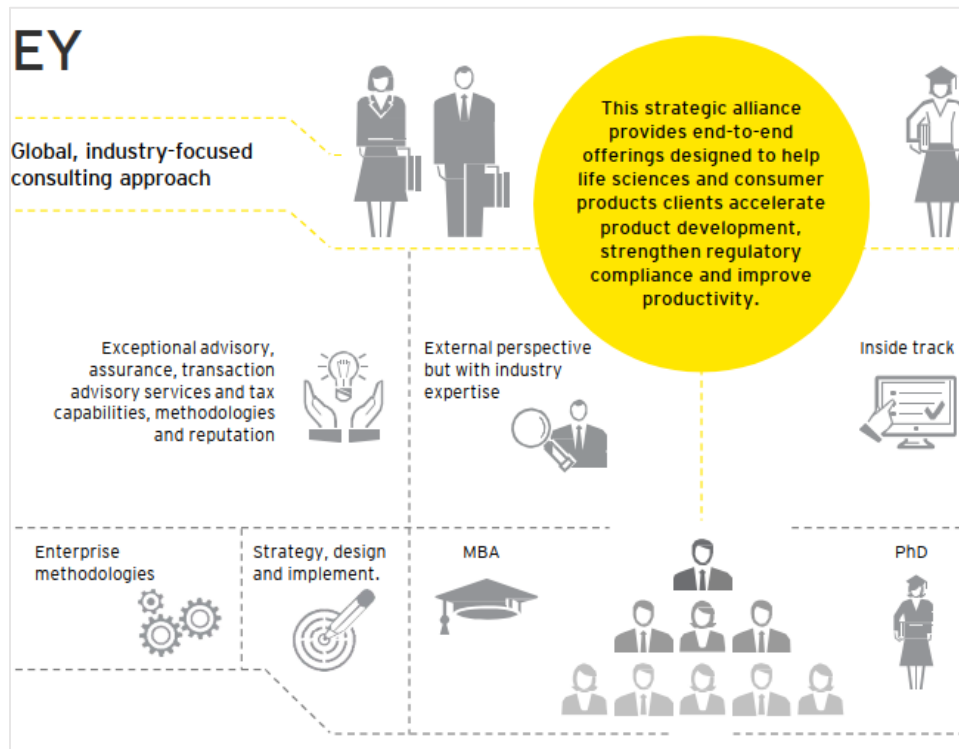 EY
Global, industry-focused
consulting approach
This strategic alliance
provides end-to-end
offerings designed to help
life sciences and consumer
products clients accelerate
product development,
strengthen regulatory
compliance and improve
productivity.
Exceptional advisory,
assurance, transaction
advisory services and tax
capabilities, methodologies
and reputation
External perspective
but with industry
expertise
Inside track
Enterprise
methodologies
Strategy, design
and implement.
MBA
PhD